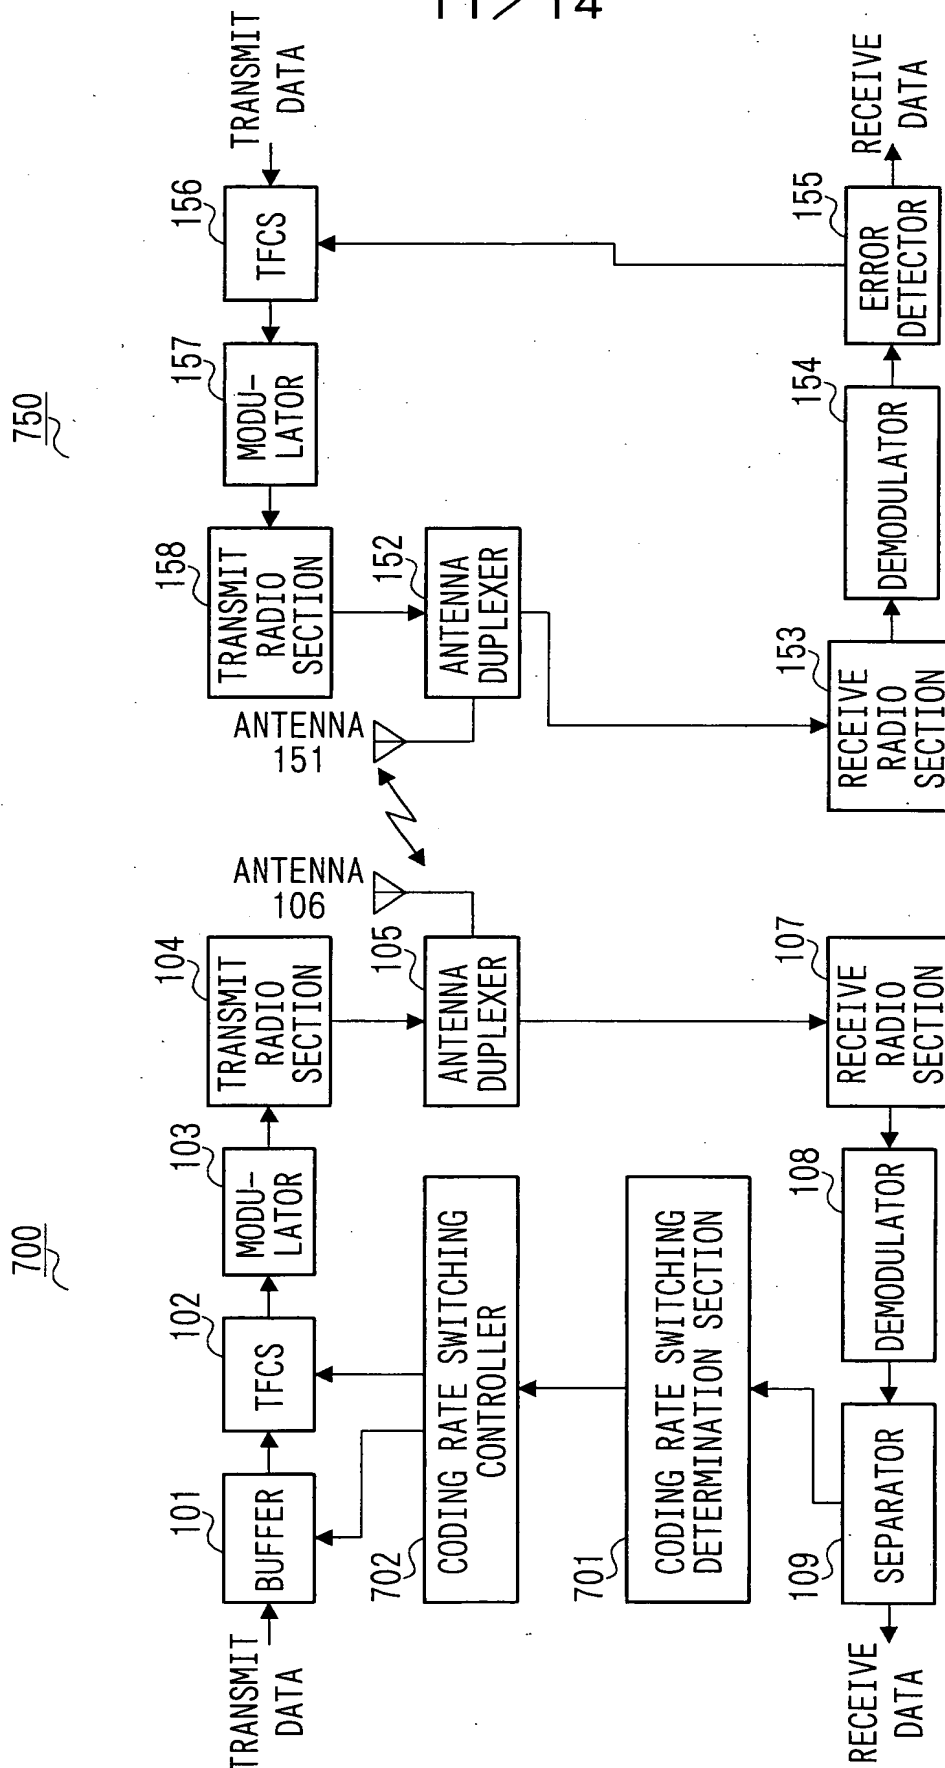 11/14
700
TRANSMIT
DATA
101
BUFFER
102
TFCS
103
MODU-
LATOR
104
TRANSMIT
RADIO
SECTION
702
CODING RATE SWITCHING
CONTROLLER
105
ANTENNA
DUPLEXER
ANTENNA
106
701
CODING RATE SWITCHING
DETERMINATION SECTION
RECEIVE
DATA
109
SEPARATOR
108
DEMODULATOR
107
RECEIVE
RADIO
SECTION
750
158
TRANSMIT
RADIO
SECTION
157
MODU-
LATOR
156
TFCS
TRANSMIT
DATA
ANTENNA
151
152
ANTENNA
DUPLEXER
153
RECEIVE
RADIO
SECTION
154
DEMODULATOR
155
ERROR
DETECTOR
RECEIVE
DATA